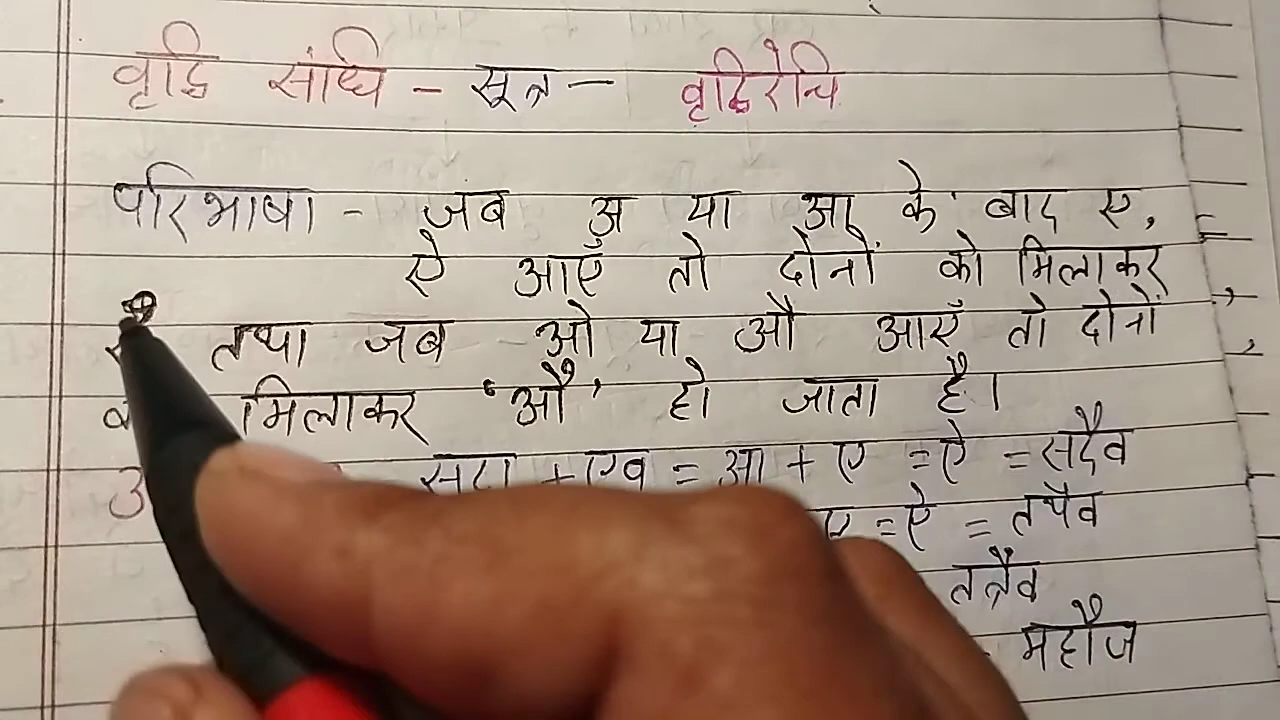 वृद्धि संधि - सूत्र - वृद्धिरेचि
परिभाषा - जब अ या आ के बाद ए,
ऐ आएँ तो दोनों को मिलाकर
तथा जब ओ या औ आएँ तो दोनों
मिलाकर 'औ' हो जाता है।
सदा + एव = आ + ए = ऐ = सदैव
ए = ऐ = तथैव
तत्रैव
महौज